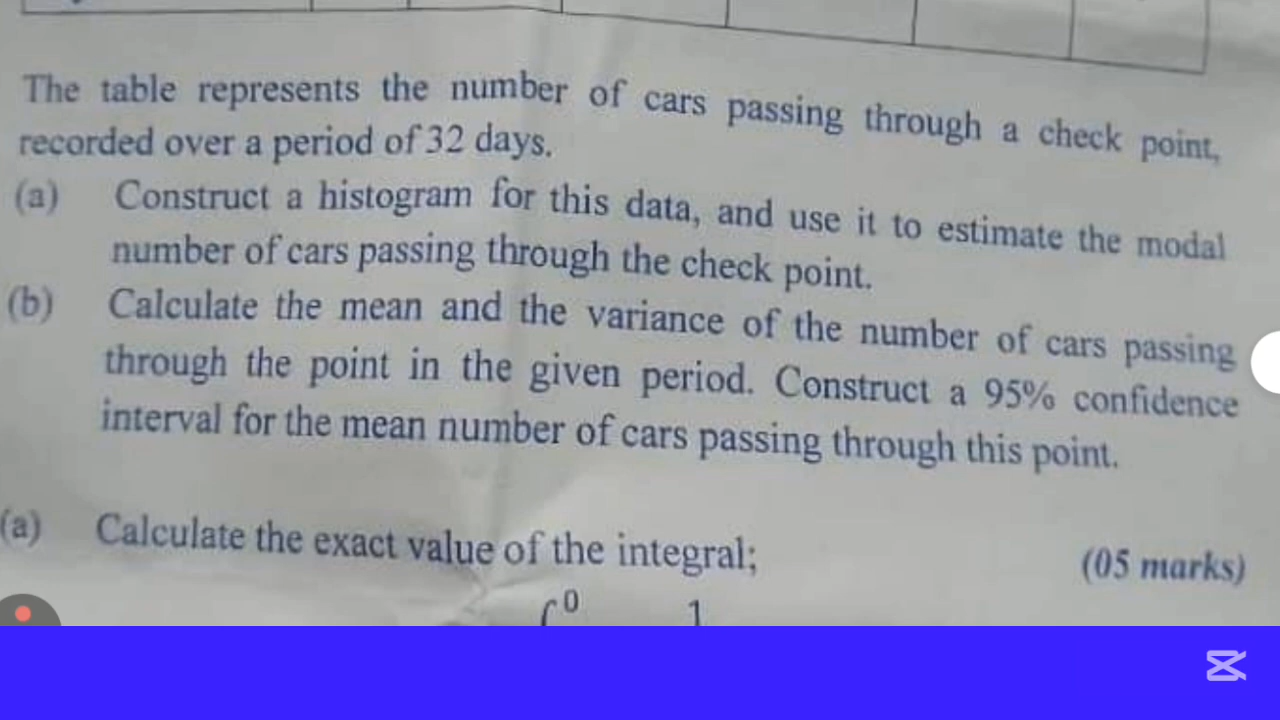 The table represents the number of cars passing through a check point,
recorded over a period of 32 days.
(a) Construct a histogram for this data, and use it to estimate the modal
number of cars passing through the check point.
(b) Calculate the mean and the variance of the number of cars passing
through the point in the given period. Construct a 95% confidence
interval for the mean number of cars passing through this point.
(a) Calculate the exact value of the integral;
(05 marks)
0 1